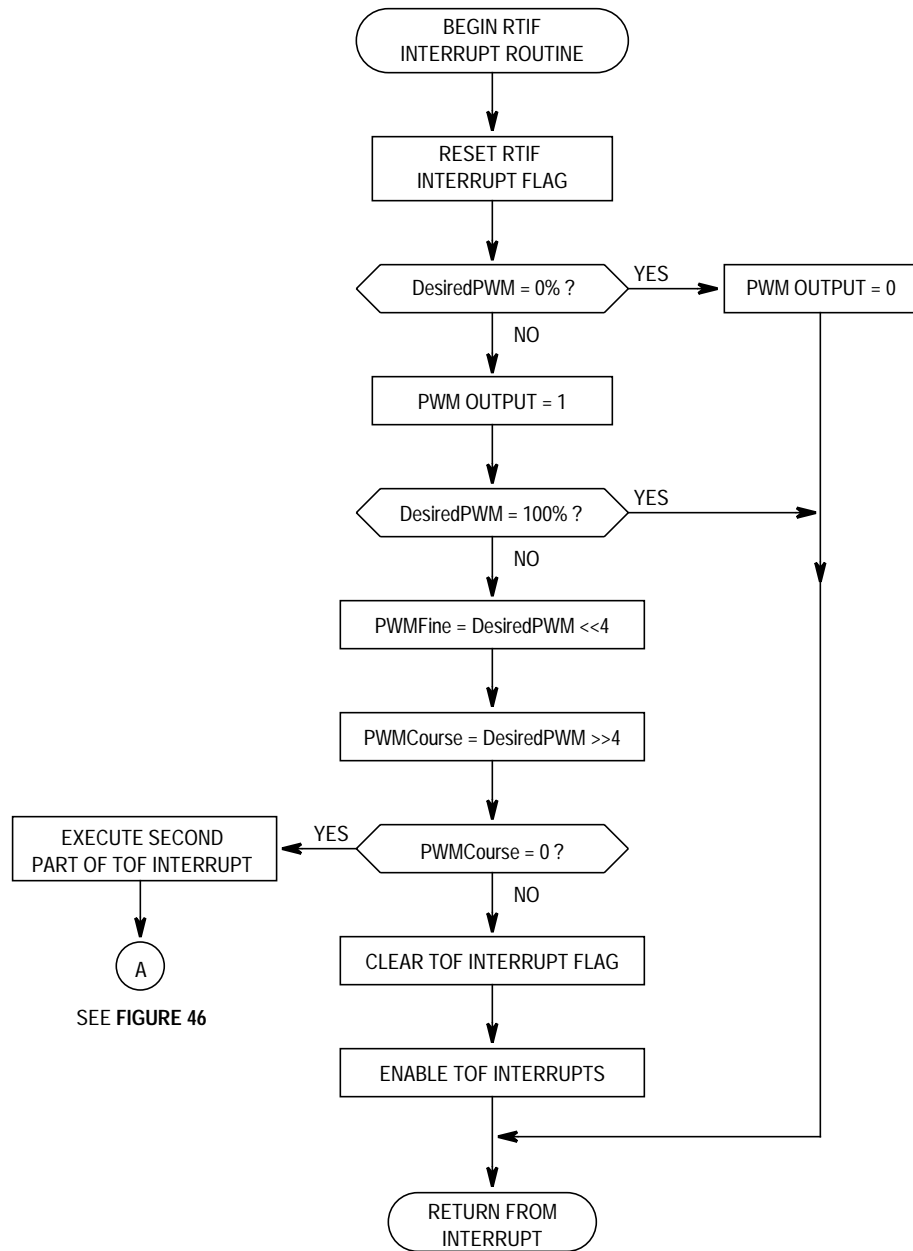 BEGIN RTIF
INTERRUPT ROUTINE
RESET RTIF
INTERRUPT FLAG
DesiredPWM = 0% ?
YES
PWM OUTPUT = 0
NO
PWM OUTPUT = 1
DesiredPWM = 100% ?
YES
NO
PWMFine = DesiredPWM <<4
PWMCourse = DesiredPWM >>4
PWMCourse = 0 ?
YES
EXECUTE SECOND
PART OF TOF INTERRUPT
A
SEE FIGURE 46
NO
CLEAR TOF INTERRUPT FLAG
ENABLE TOF INTERRUPTS
RETURN FROM
INTERRUPT